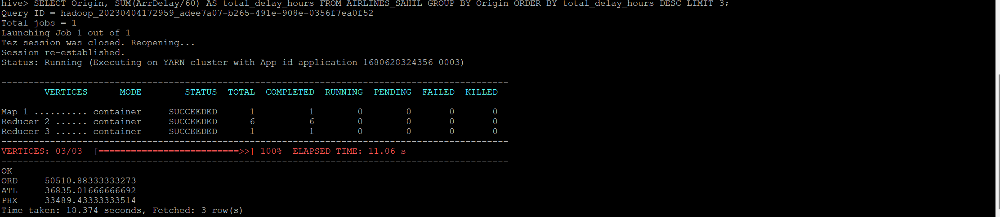 hive> SELECT Origin, SUM(ArrDelay/60) AS total_delay_hours FROM AIRLINES_SAHIL GROUP BY Origin ORDER BY total_delay_hours DESC LIMIT 3;
Query ID = hadoop_20230404172959_adee7a07-b265-491e-908e-0356f7ea0f52
Total jobs = 1
Launching Job 1 out of 1
Tez session was closed. Reopening...
Session re-established.
Status: Running (Executing on YARN cluster with App id application_1680628324356_0003)
----------------------------------------------------------------------------------------------
        VERTICES      MODE        STATUS  TOTAL  COMPLETED  RUNNING  PENDING  FAILED  KILLED
----------------------------------------------------------------------------------------------
Map 1 .......... container     SUCCEEDED      1          1        0        0       0       0
Reducer 2 ...... container     SUCCEEDED      6          6        0        0       0       0
Reducer 3 ...... container     SUCCEEDED      1          1        0        0       0       0
----------------------------------------------------------------------------------------------
VERTICES: 03/03  [==========================>>] 100%  ELAPSED TIME: 11.06 s
----------------------------------------------------------------------------------------------
OK
ORD     50510.88333333273
ATL     36835.01666666692
PHX     33489.43333333514
Time taken: 18.374 seconds, Fetched: 3 row(s)